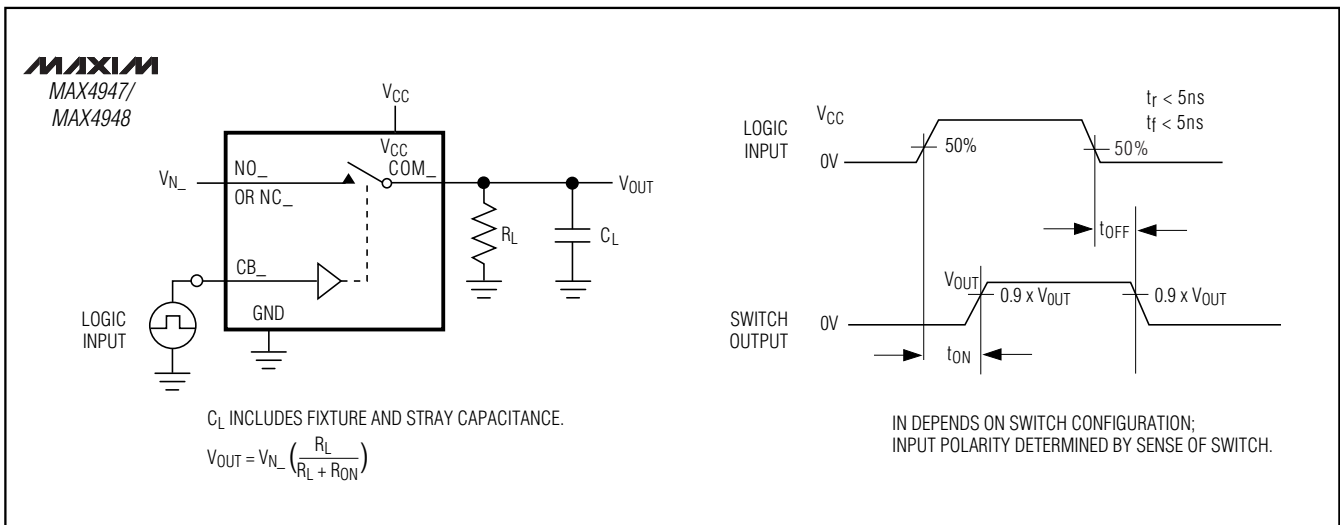 MAXIM
MAX4947/
MAX4948
VCC
VCC
NO_
COM_
VN_
OR NC_
VOUT
RL
CL
CB_
GND
LOGIC
INPUT
CL INCLUDES FIXTURE AND STRAY CAPACITANCE.
VOUT = VN_ ( RL
RL + RON )
LOGIC
INPUT
VCC
0V
50%
50%
tr < 5ns
tf < 5ns
tOFF
SWITCH
OUTPUT
VOUT
0V
0.9 x VOUT
0.9 x VOUT
tON
IN DEPENDS ON SWITCH CONFIGURATION;
INPUT POLARITY DETERMINED BY SENSE OF SWITCH.